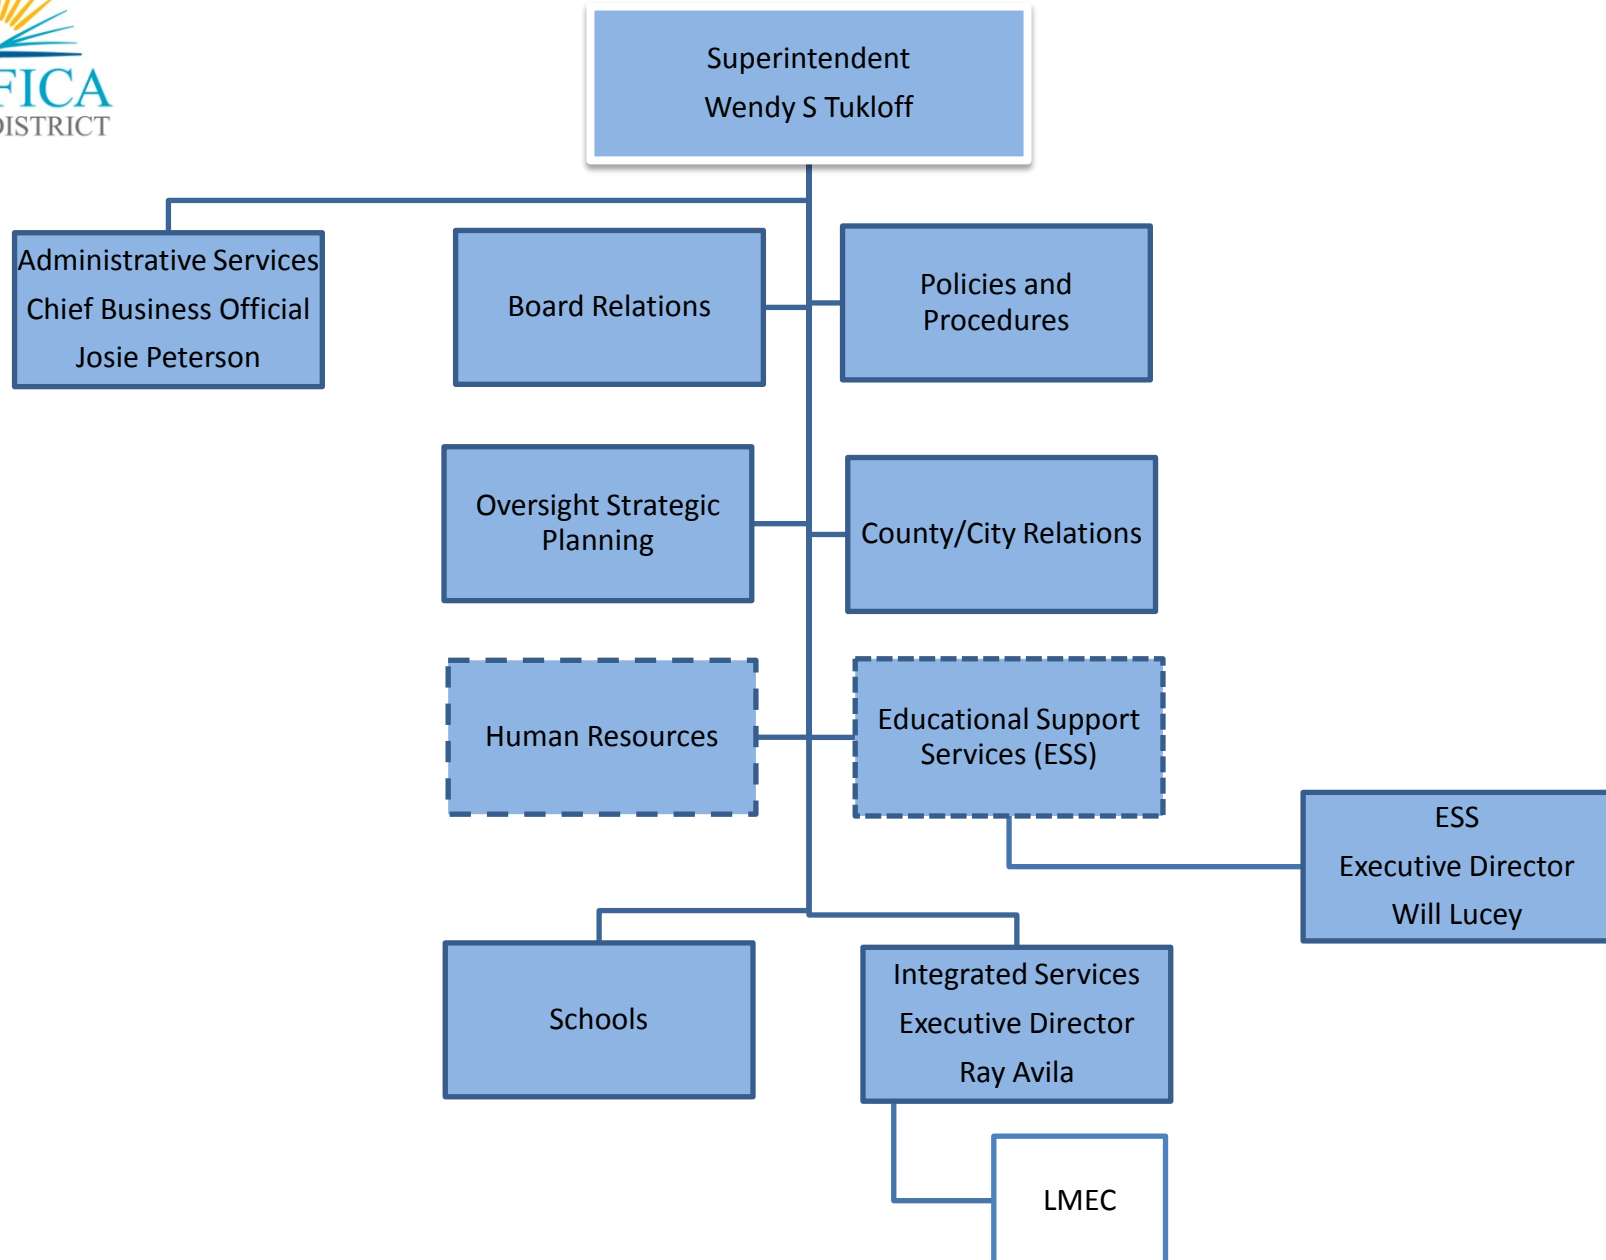 FICA
DISTRICT
Superintendent
Wendy S Tukloff
Administrative Services
Chief Business Official
Josie Peterson
Board Relations
Policies and
Procedures
Oversight Strategic
Planning
County/City Relations
Human Resources
Educational Support
Services (ESS)
ESS
Executive Director
Will Lucey
Schools
Integrated Services
Executive Director
Ray Avila
LMEC